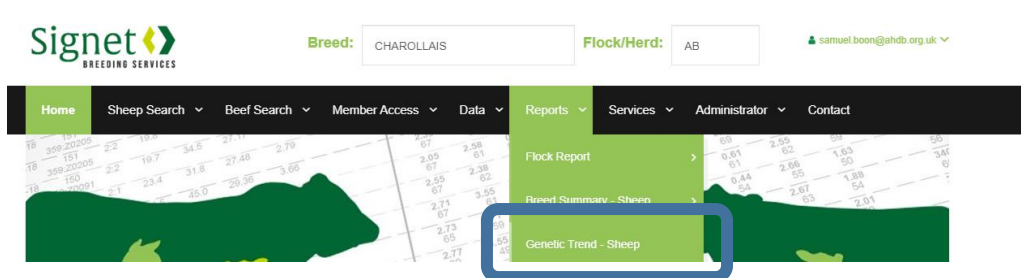 Signet
BREEDING SERVICES
Breed: CHAROLLAIS Flock/Herd: AB samuel.boon@ahdb.org.uk
Home Sheep Search Beef Search Member Access Data Reports Services Administrator Contact
Flock Report
Breed Summary - Sheep
Genetic Trend - Sheep